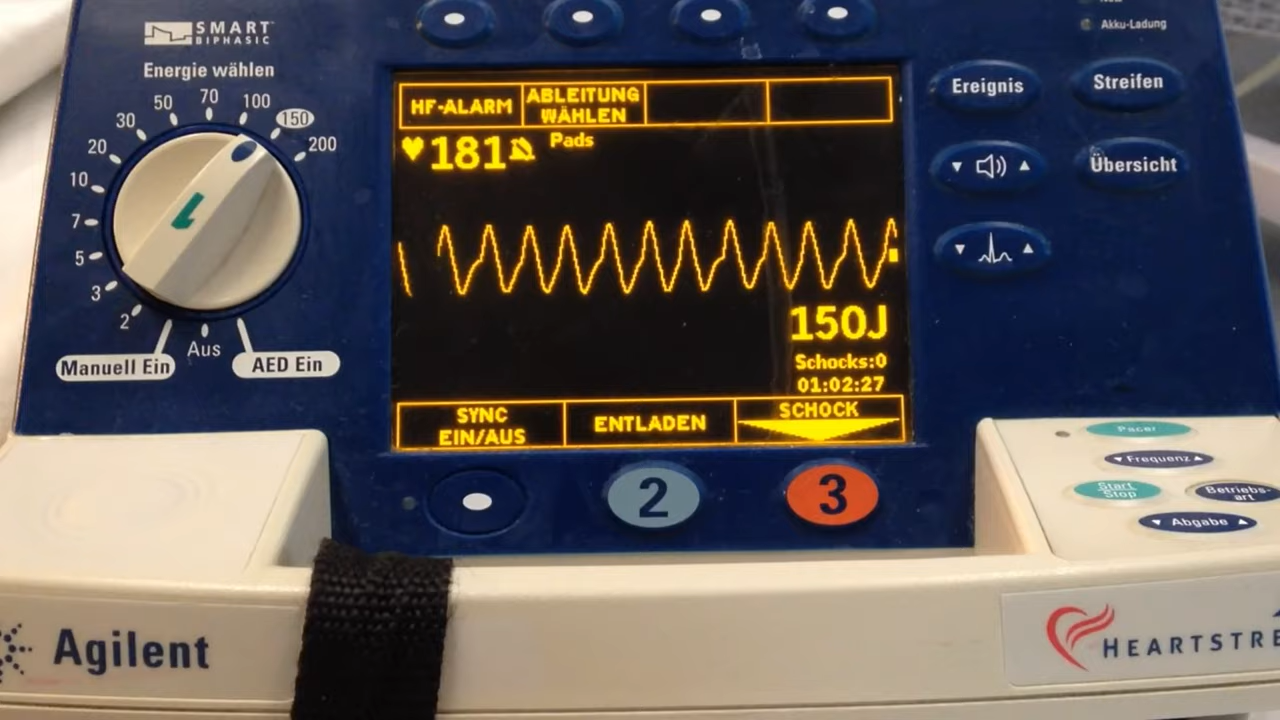 SMART
BIPHASIC
Energie wählen
2
3
5
7
10
20
30
50
70
100
150
200
Manuell Ein
Aus
AED Ein
HF-ALARM
ABLEITUNG
WÄHLEN
181
Pads
150J
Schocks:0
01:02:27
SYNC
EIN/AUS
ENTLADEN
SCHOCK
1
2
3
Akku-Ladung
Ereignis
Streifen
Übersicht
Pacer
Frequenz
Start
Stop
Betriebs-
art
Abgabe
Agilent
HEARTSTRE